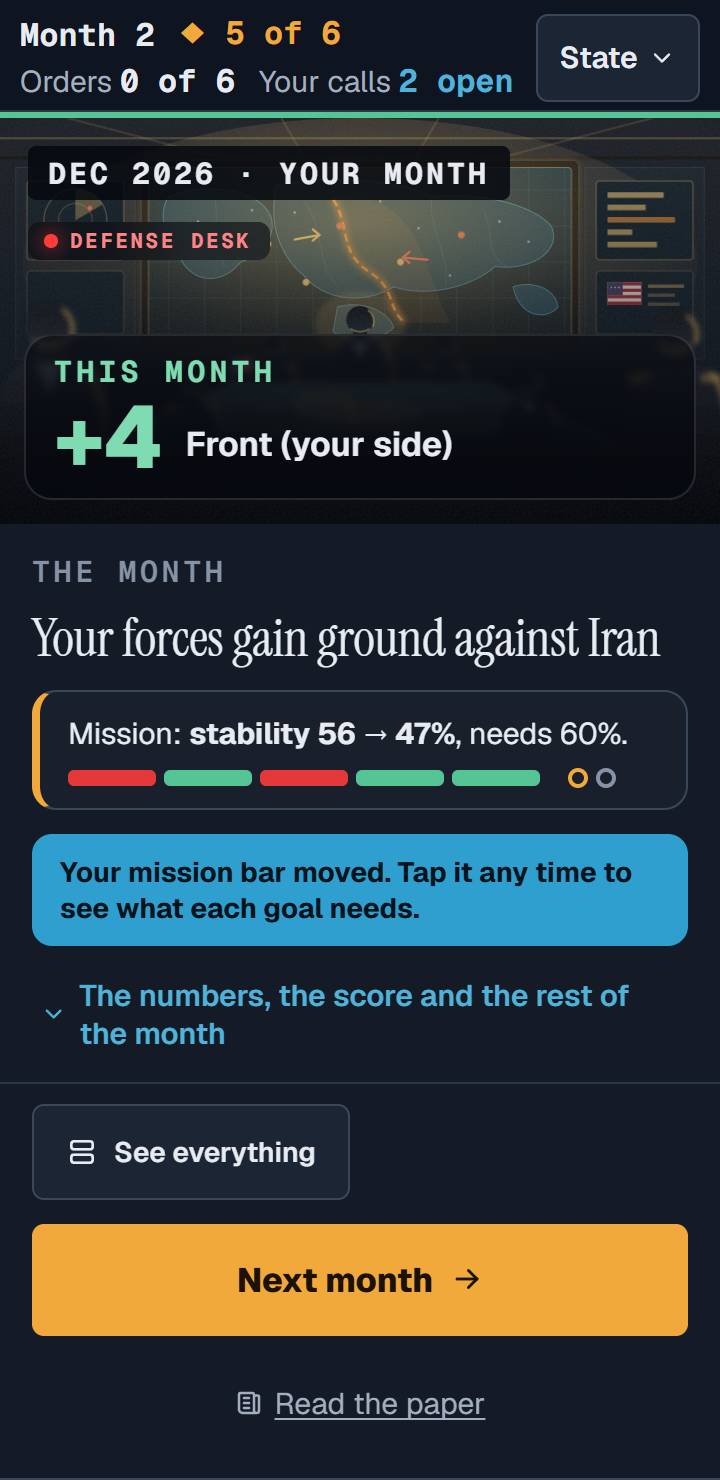 Month 2 ◆ 5 of 6
Orders 0 of 6 Your calls 2 open
State
DEC 2026 · YOUR MONTH
DEFENSE DESK
THIS MONTH
+4 Front (your side)
THE MONTH
Your forces gain ground against Iran
Mission: stability 56 → 47%, needs 60%.
Your mission bar moved. Tap it any time to
see what each goal needs.
The numbers, the score and the rest of
the month
See everything
Next month →
Read the paper